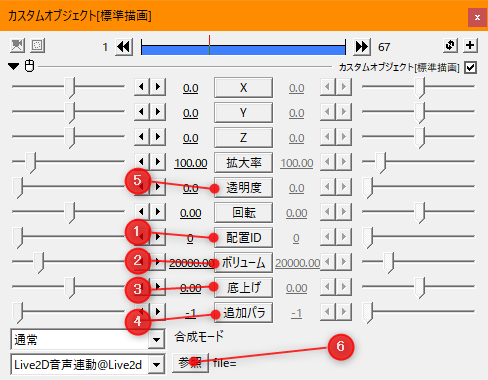 カスタムオブジェクト[標準描画]
1 67
カスタムオブジェクト[標準描画]
0.0 X 0.0
0.0 Y 0.0
0.0 Z 0.0
100.00 拡大率 100.00
5 0.0 透明度 0.0
0.00 回転 0.00
1 0 配置ID 0
2 20000.00 ボリューム 20000.00
3 0.00 底上げ 0.00
4 -1 追加パラ -1
通常 合成モード 6
Live2D音声連動@Live2d 参照 file=